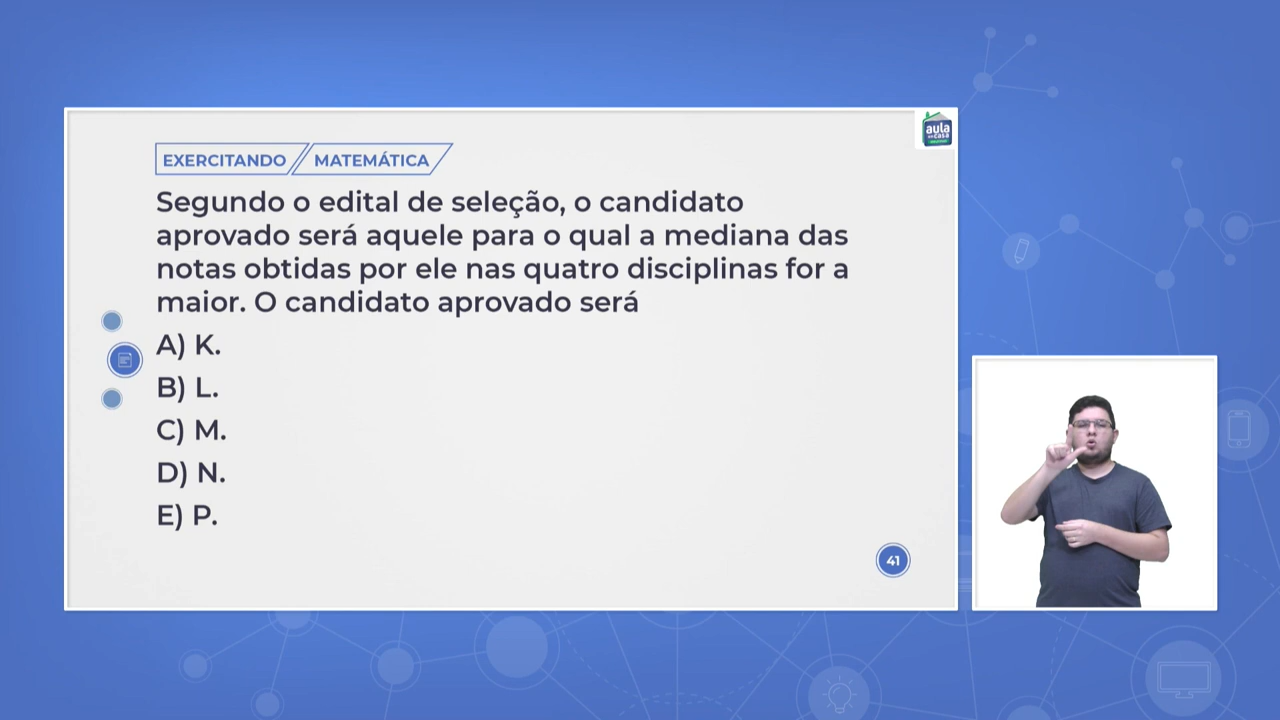 aula
em casa
EXERCITANDO MATEMÁTICA
Segundo o edital de seleção, o candidato
aprovado será aquele para o qual a mediana das
notas obtidas por ele nas quatro disciplinas for a
maior. O candidato aprovado será
A) K.
B) L.
C) M.
D) N.
E) P.
41